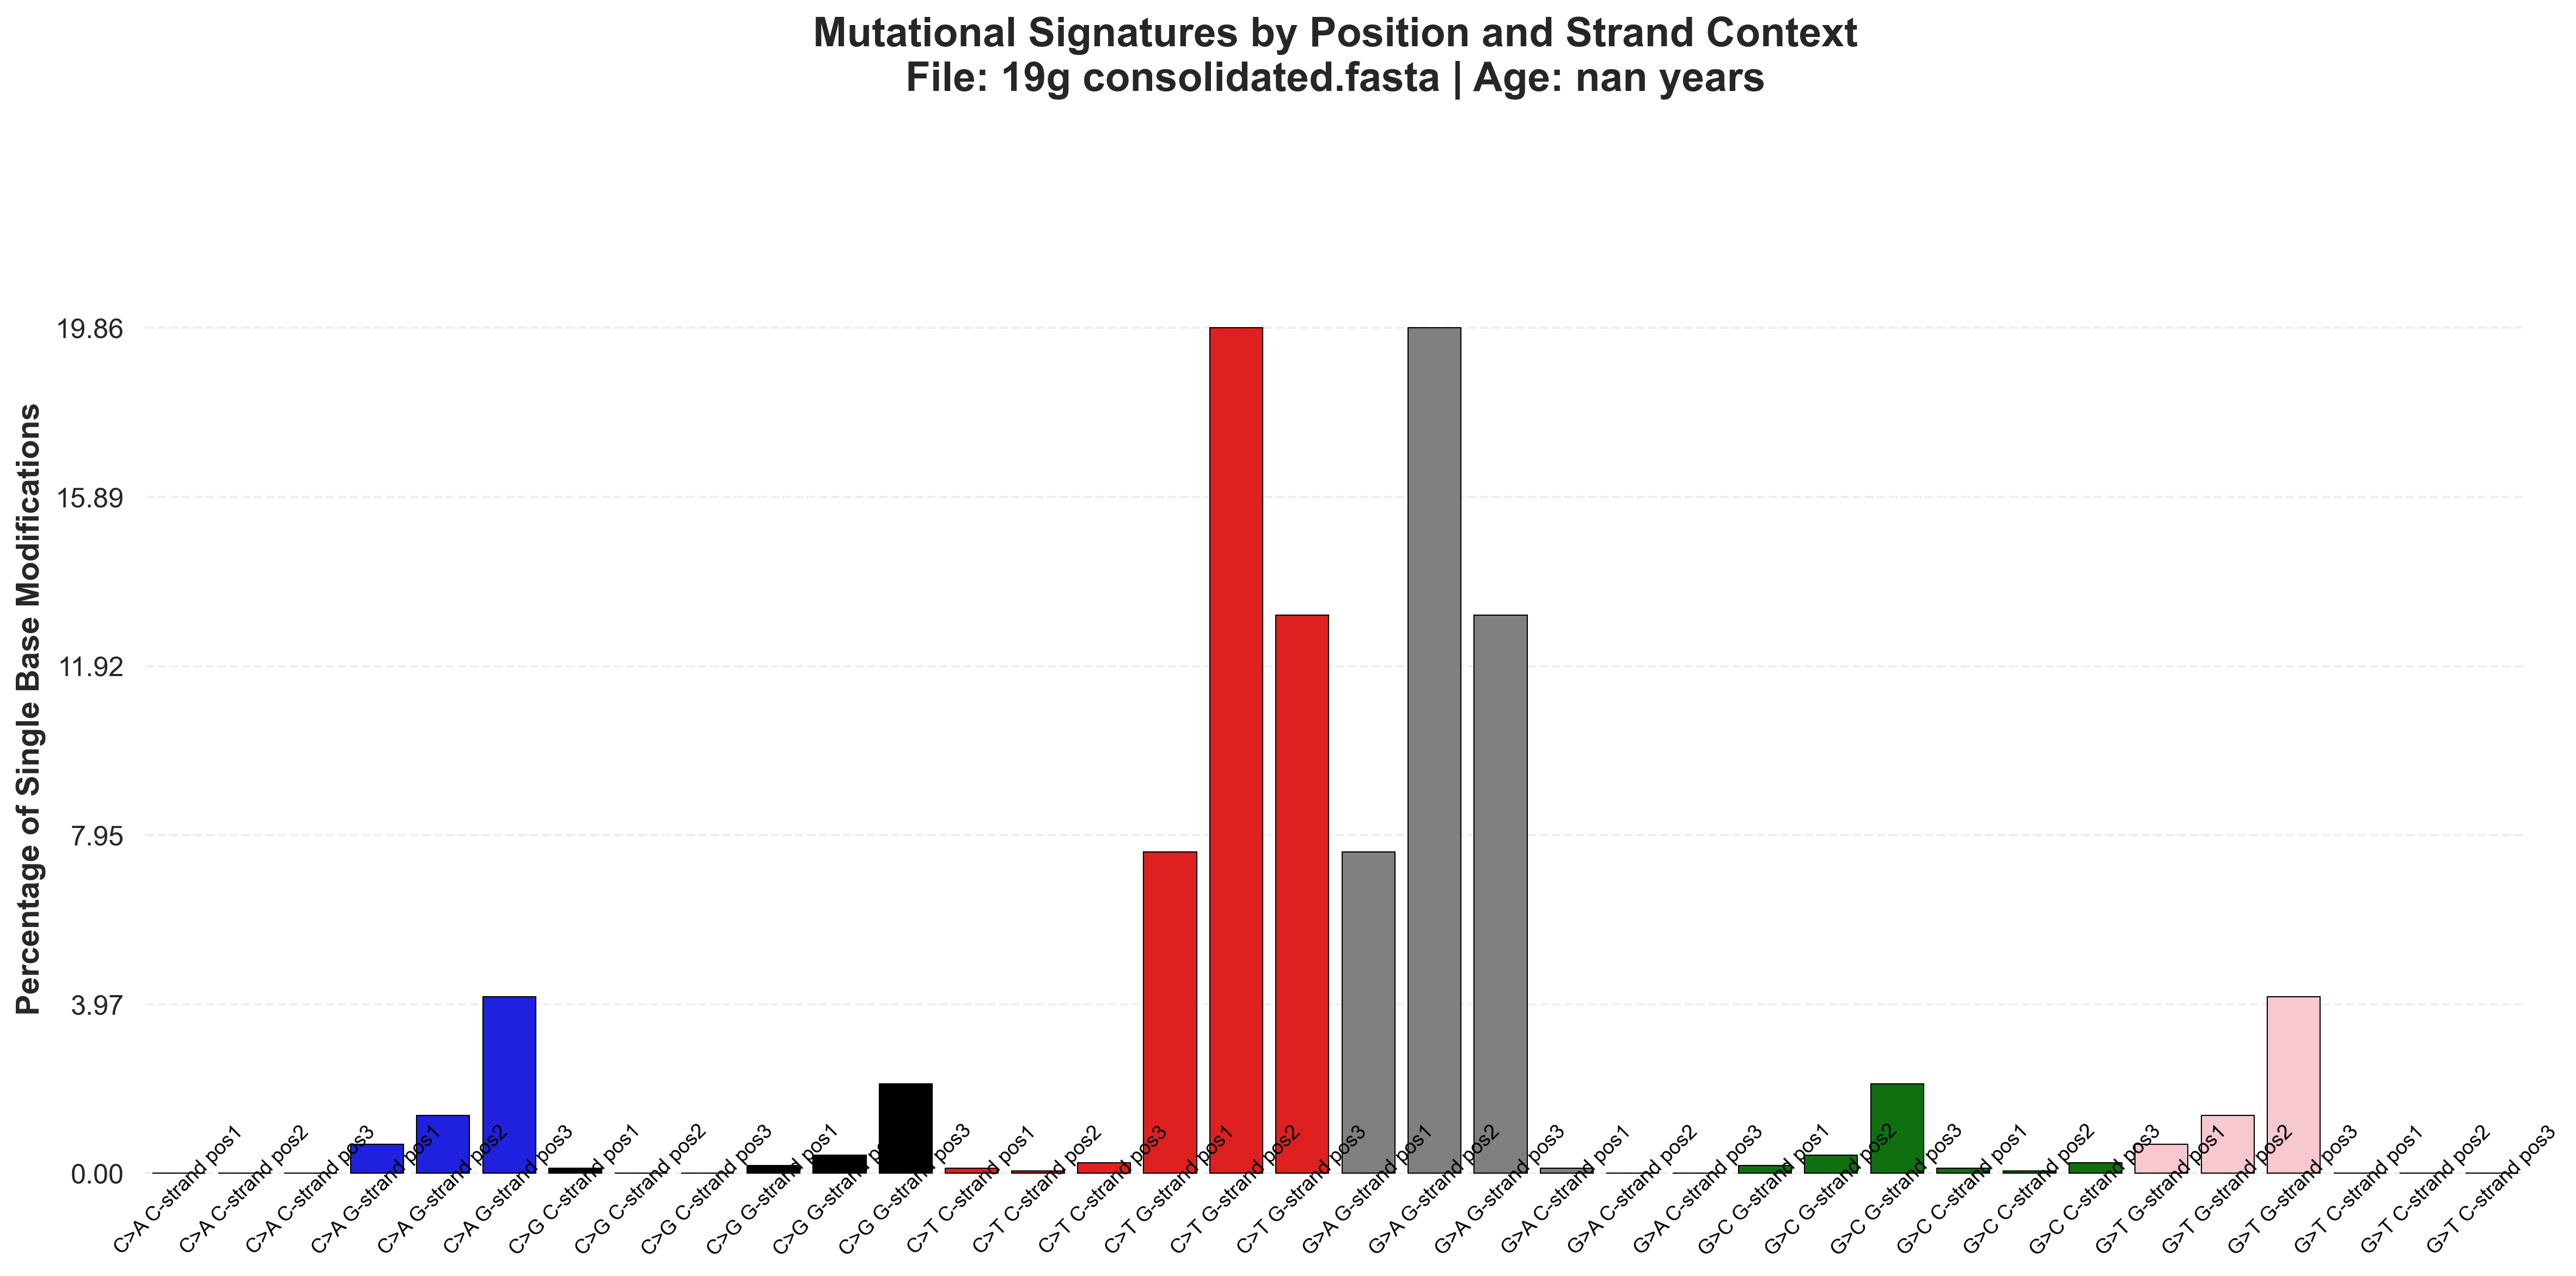 Mutational Signatures by Position and Strand Context
File: 19g consolidated.fasta | Age: nan years
Percentage of Single Base Modifications
19.86
15.89
11.92
7.95
3.97
0.00
C>A C-strand pos1
C>A C-strand pos2
C>A C-strand pos3
C>A G-strand pos1
C>A G-strand pos2
C>A G-strand pos3
C>G C-strand pos1
C>G C-strand pos2
C>G C-strand pos3
C>G G-strand pos1
C>G G-strand pos2
C>G G-strand pos3
C>T C-strand pos1
C>T C-strand pos2
C>T C-strand pos3
C>T G-strand pos1
C>T G-strand pos2
C>T G-strand pos3
G>A G-strand pos1
G>A G-strand pos2
G>A G-strand pos3
G>A C-strand pos1
G>A C-strand pos2
G>A C-strand pos3
G>C G-strand pos1
G>C G-strand pos2
G>C G-strand pos3
G>C C-strand pos1
G>C C-strand pos2
G>C C-strand pos3
G>T G-strand pos1
G>T G-strand pos2
G>T G-strand pos3
G>T C-strand pos1
G>T C-strand pos2
G>T C-strand pos3